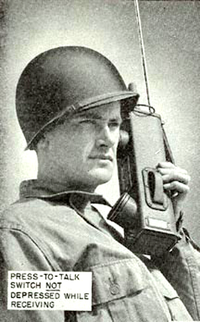 PRESS-TO-TALK
SWITCH NOT
DEPRESSED WHILE
RECEIVING